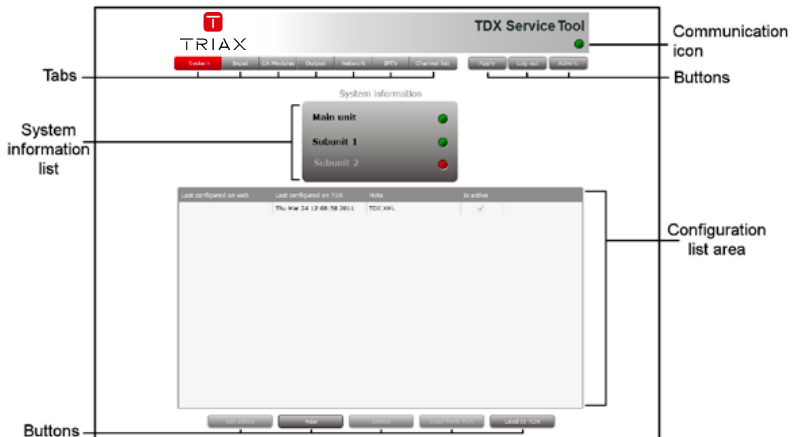 TRIAX
TDX Service Tool
Communication icon
System Input CA Modules Output Network IPTV Channel list Apply Log out Admin.
Tabs
Buttons
System information
Main unit
Subunit 1
Subunit 2
System information list
Last configured on web Last configured on TDX Note Is active
Thu Mar 24 12:08:58 2011 TDX XML
Configuration list area
New Load to TDX
Buttons